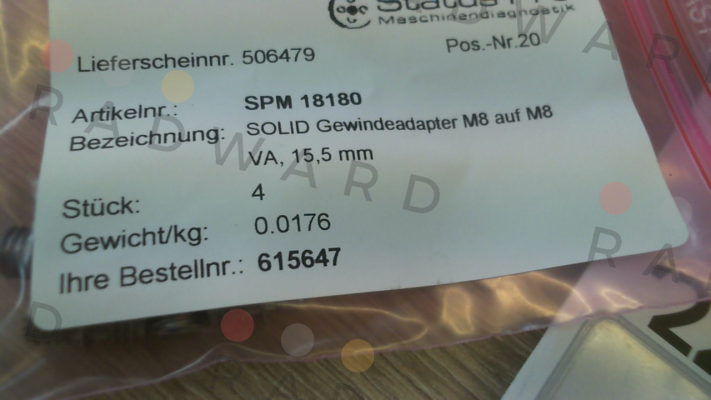 Maschinendiagnostik
Lieferscheinnr. 506479
Pos.-Nr.20
Artikelnr.: SPM 18180
Bezeichnung: SOLID Gewindeadapter M8 auf M8
VA, 15,5 mm
Stück: 4
Gewicht/kg: 0.0176
Ihre Bestellnr.: 615647
RADWARD